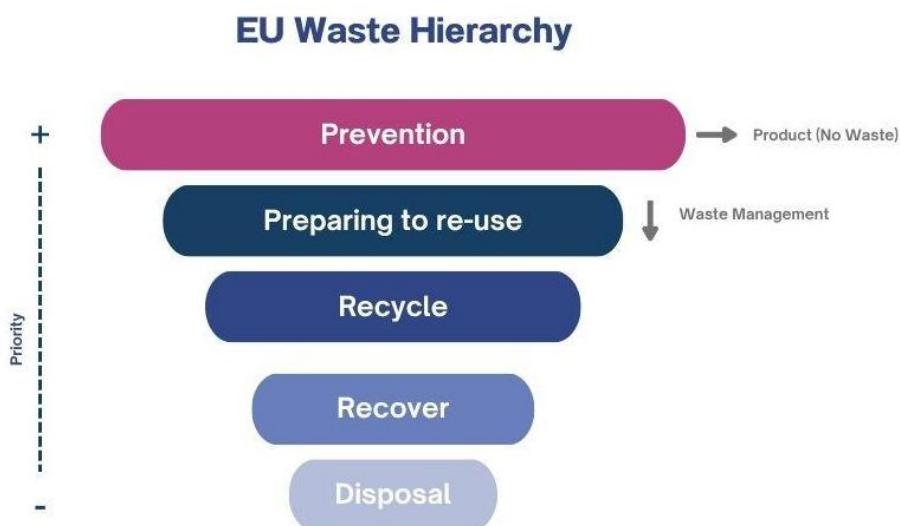 EU Waste Hierarchy
+
Prevention
Product (No Waste)
Preparing to re-use
Waste Management
Recycle
Priority
Recover
Disposal
-